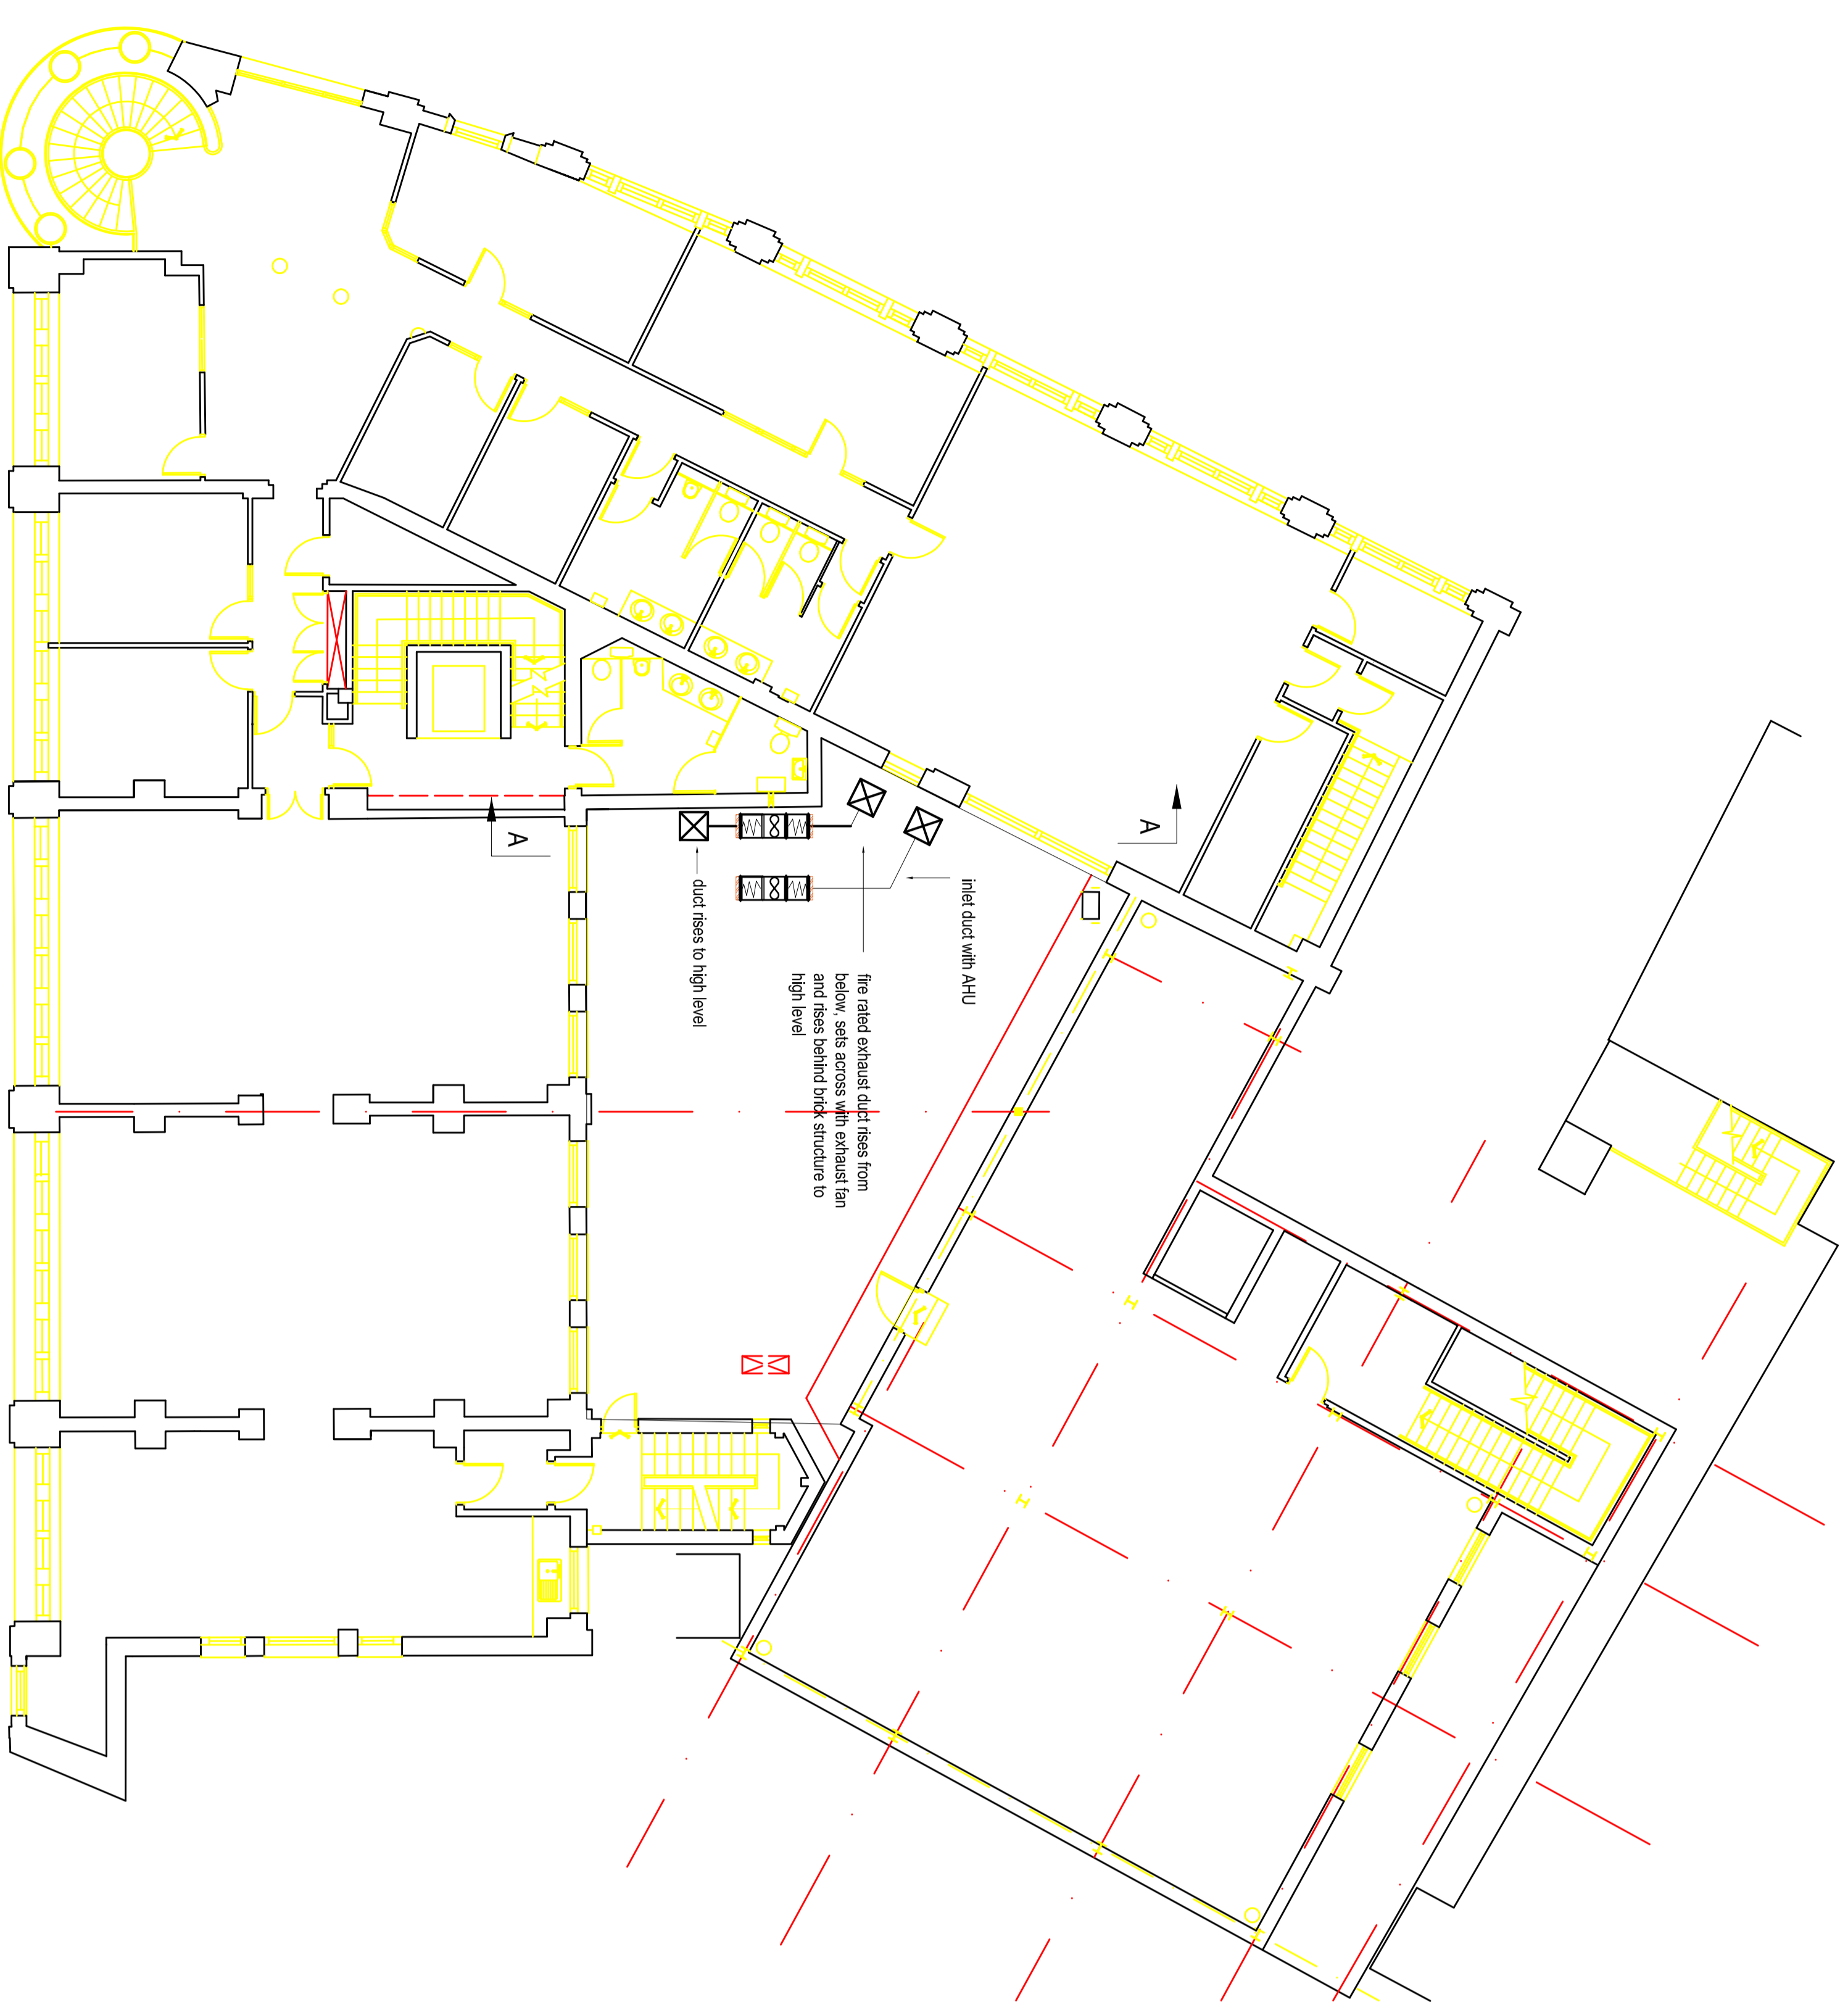 A
A
inlet duct with AHU
fire rated exhaust duct rises from
below, sets across with exhaust fan
and rises behind brick structure to
high level
duct rises to high level